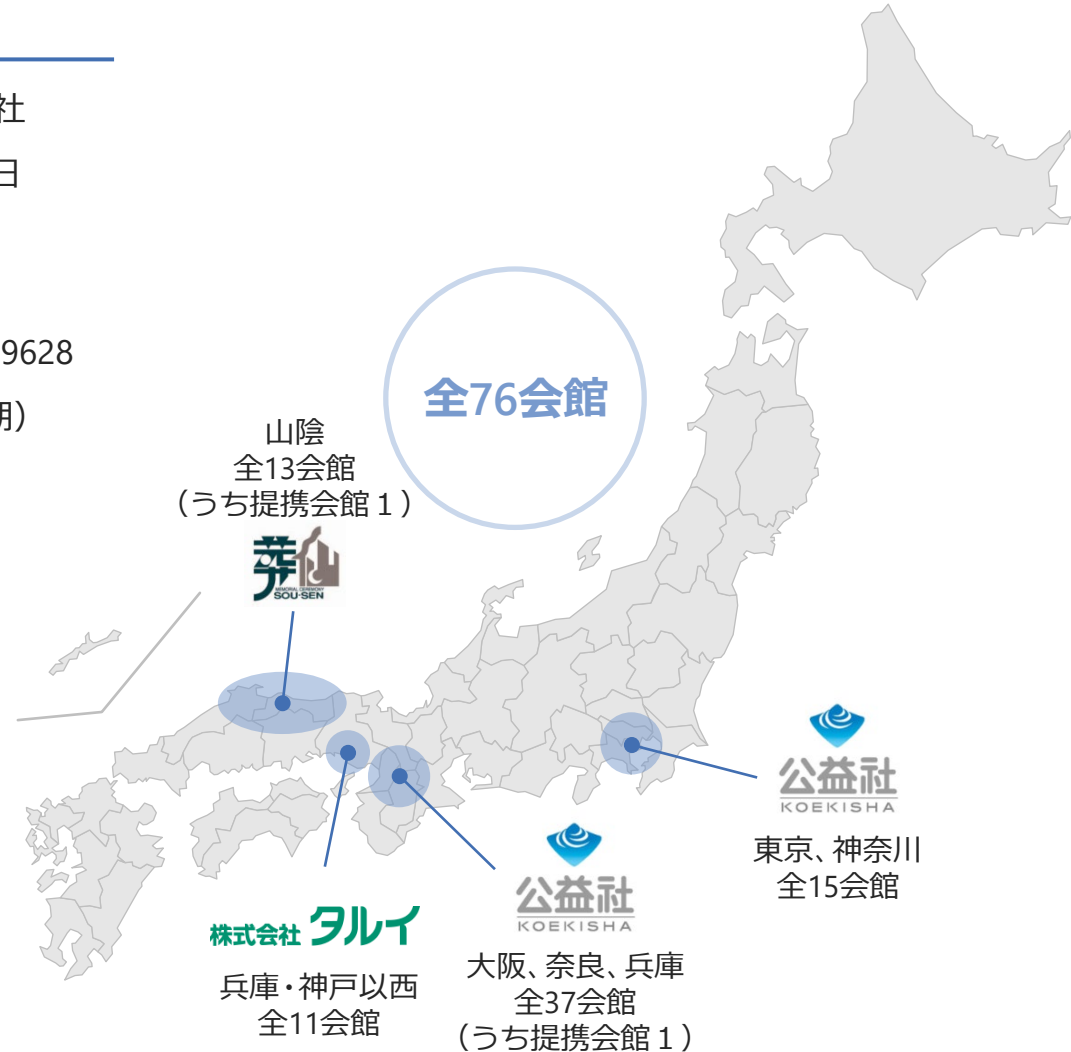 社
日
9628
期)
全76会館
山陰
全13会館
（うち提携会館１）
葬仙
MEMORIAL CEREMONY
SOU-SEN
公益社
KOEKISHA
東京、神奈川
全15会館
公益社
KOEKISHA
大阪、奈良、兵庫
全37会館
（うち提携会館１）
株式会社 タルイ
兵庫・神戸以西
全11会館